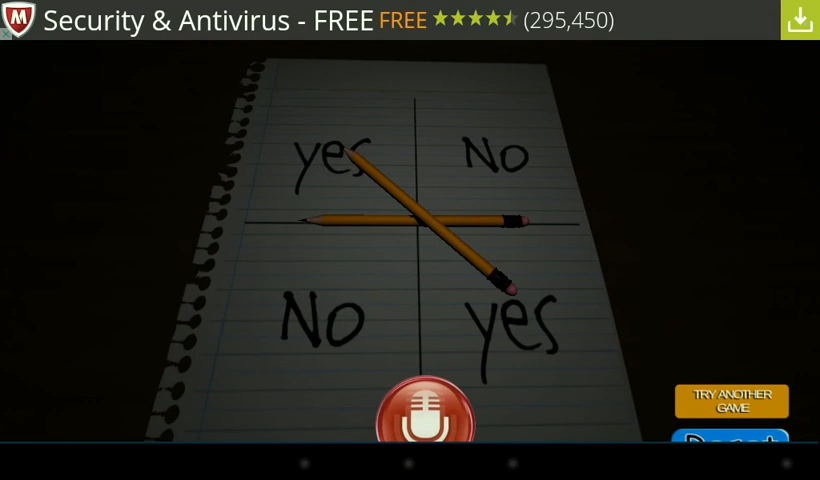 M Security & Antivirus - FREE FREE (295,450)
yes No
No yes
TRY ANOTHER
GAME